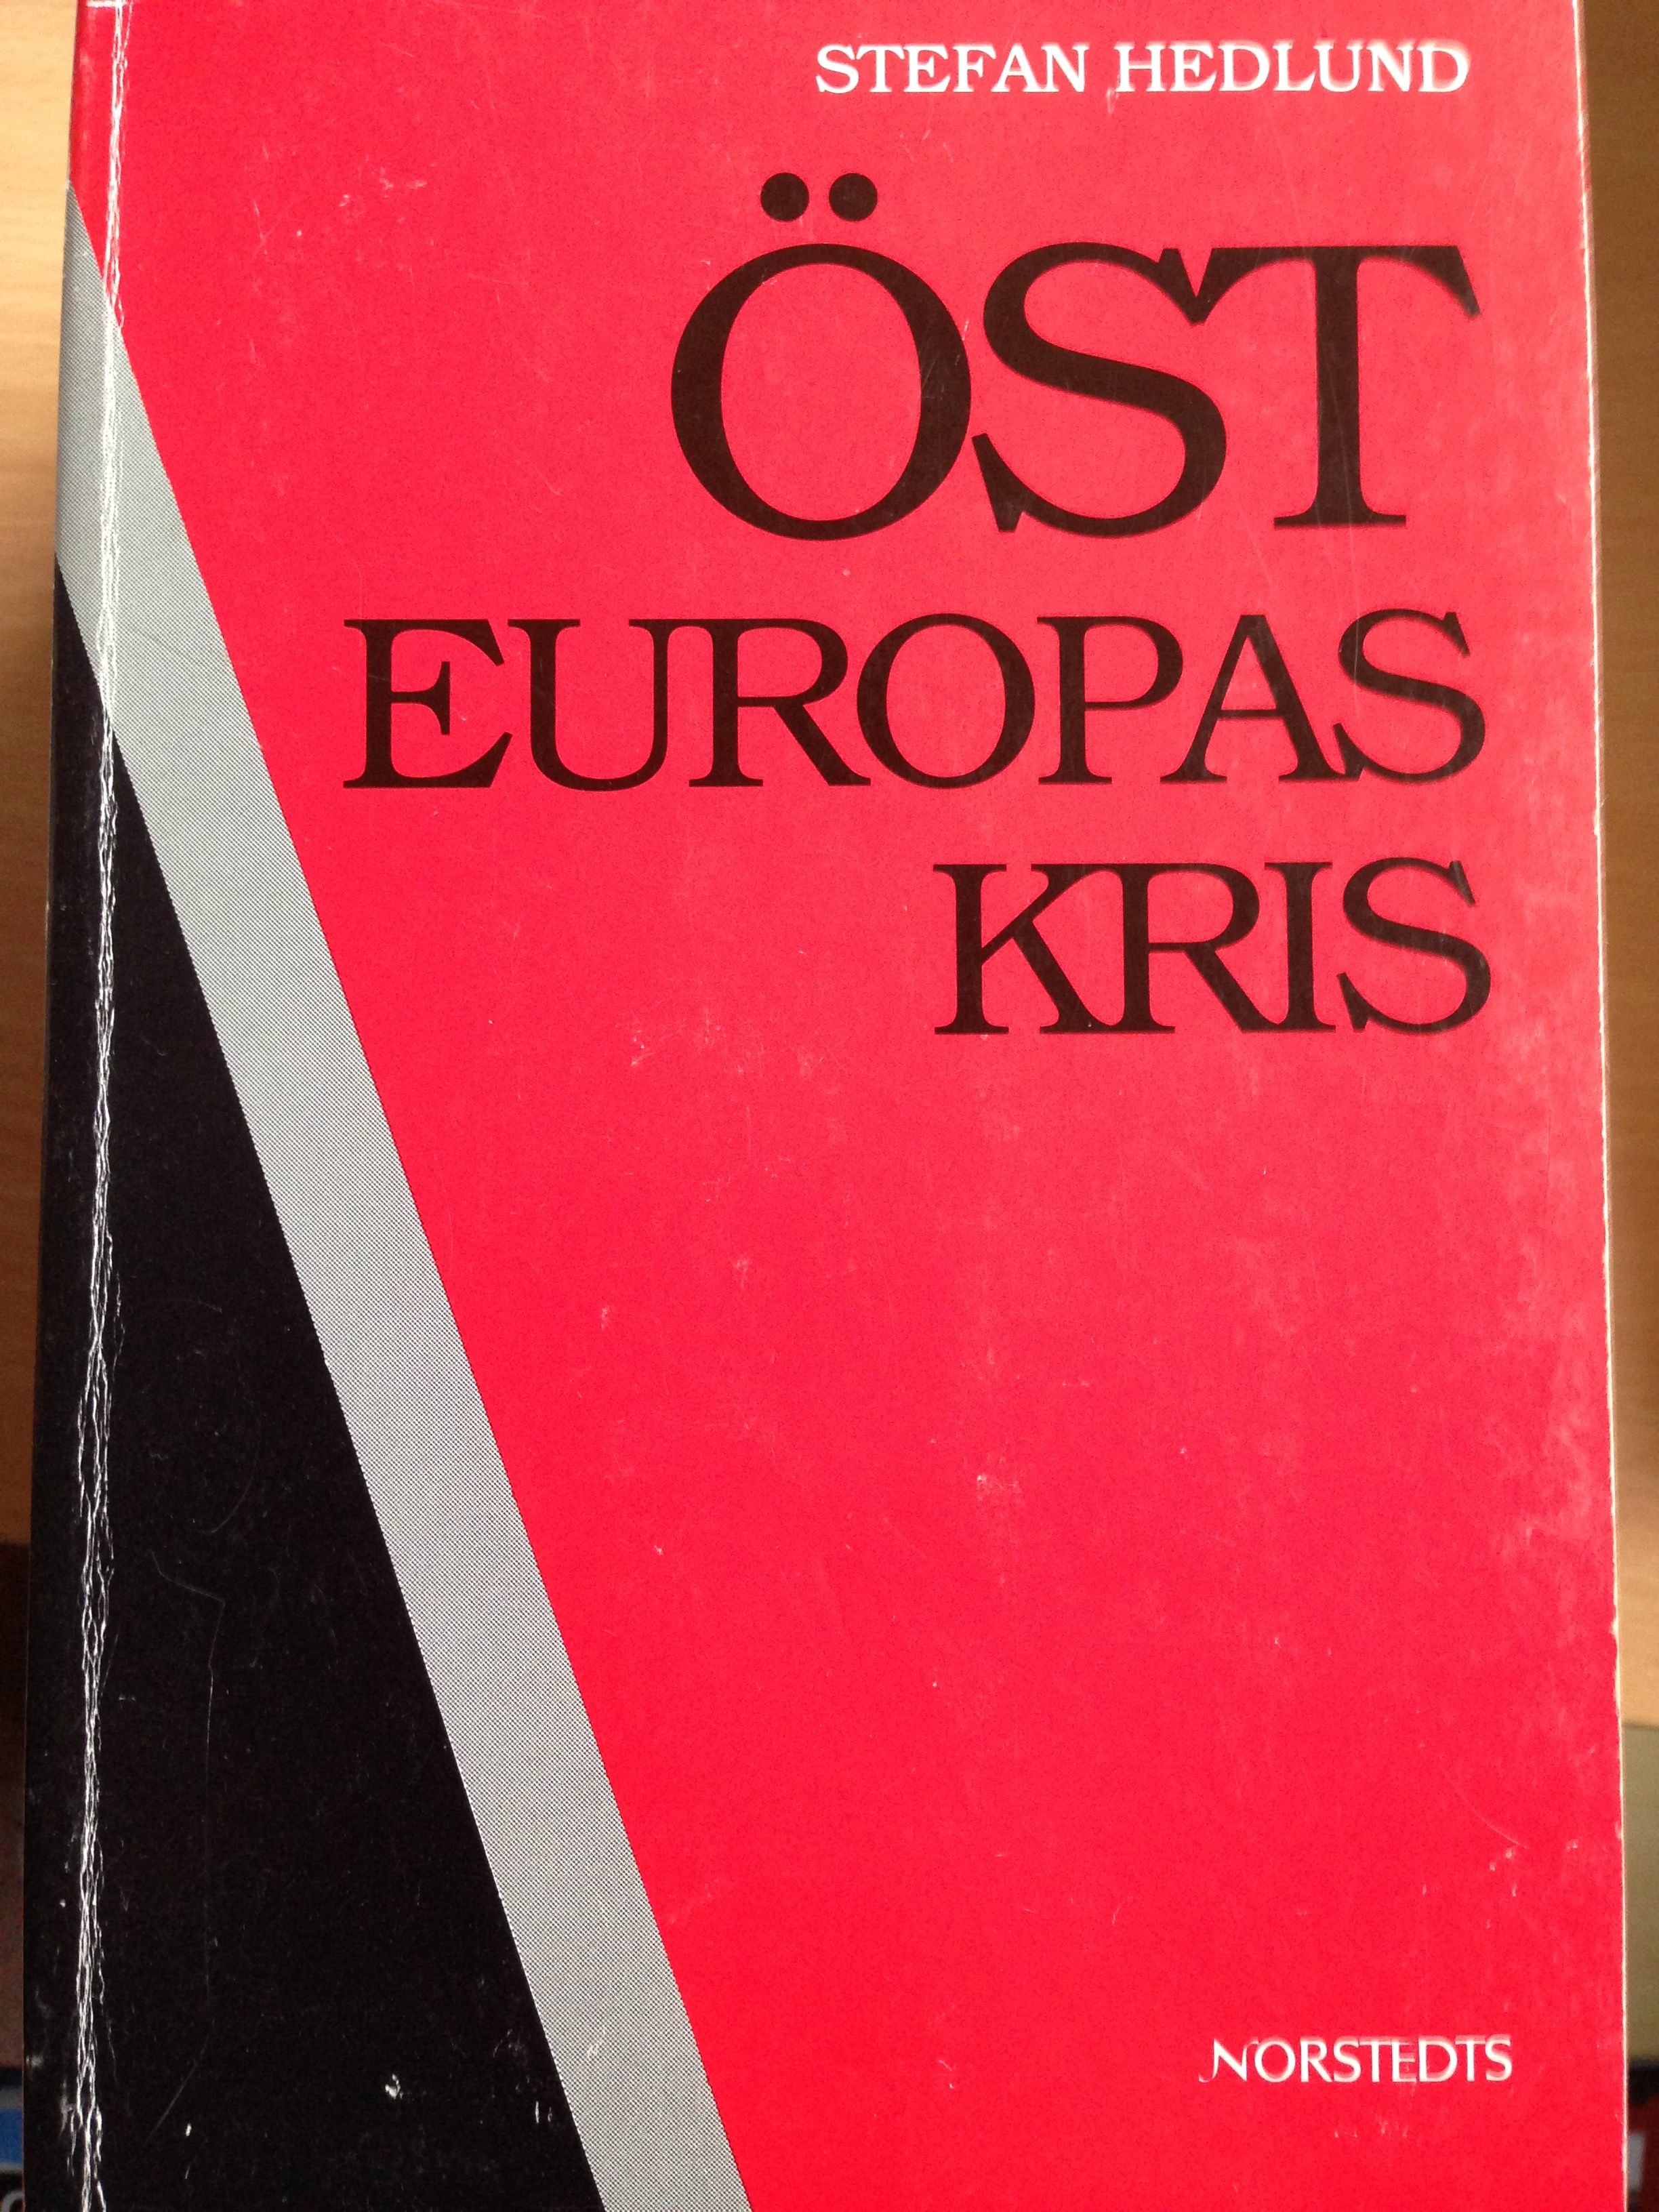 STEFAN HEDLUND
ÖST
EUROPAS
KRIS
NORSTEDTS